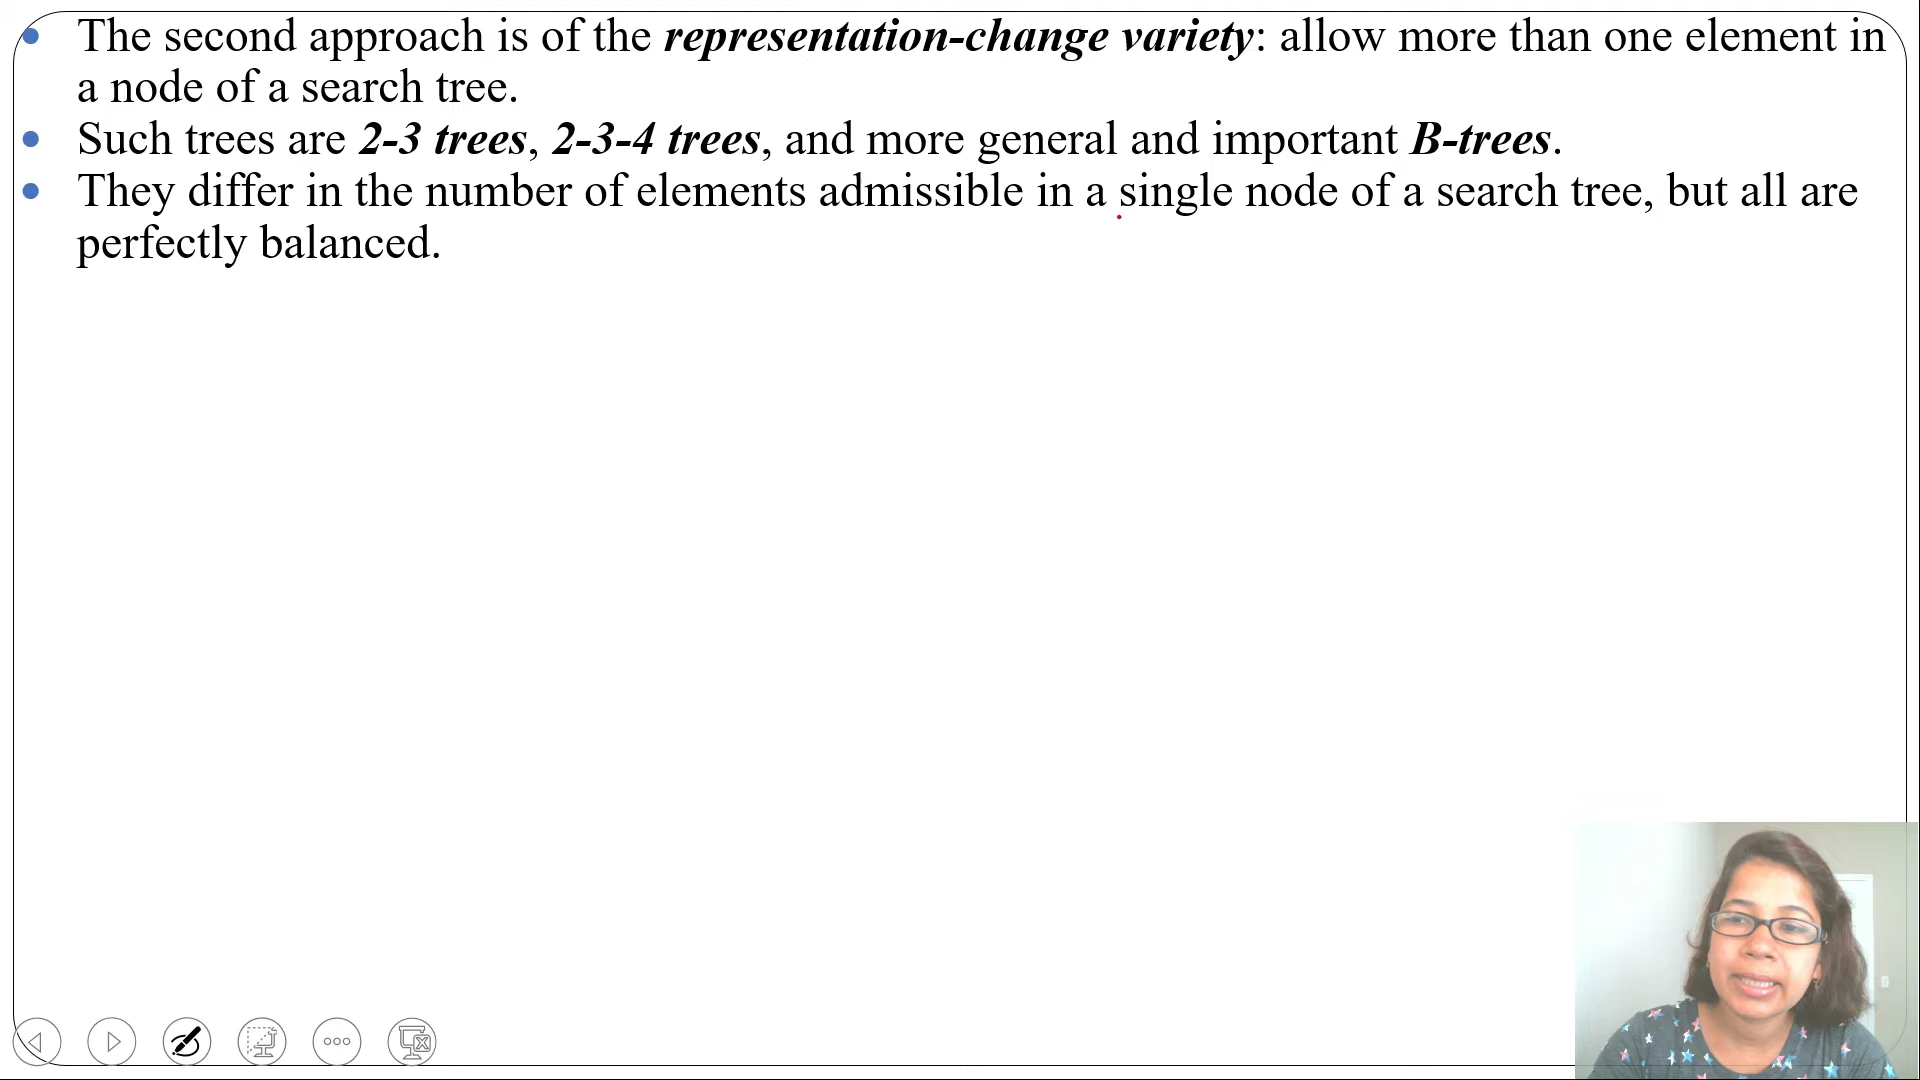 • The second approach is of the representation-change variety: allow more than one element in
a node of a search tree.
• Such trees are 2-3 trees, 2-3-4 trees, and more general and important B-trees.
• They differ in the number of elements admissible in a single node of a search tree, but all are
perfectly balanced.